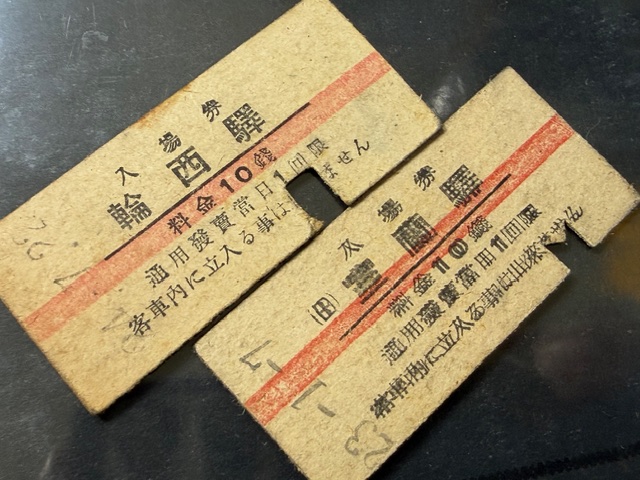 入場券
輪西驛
料金10錢
通用發賣當日1回限
客車内に立入る事は ません
入場券
室蘭驛
料金10錢
通用發賣當日1回限
客車内に立入る事は出來 せん